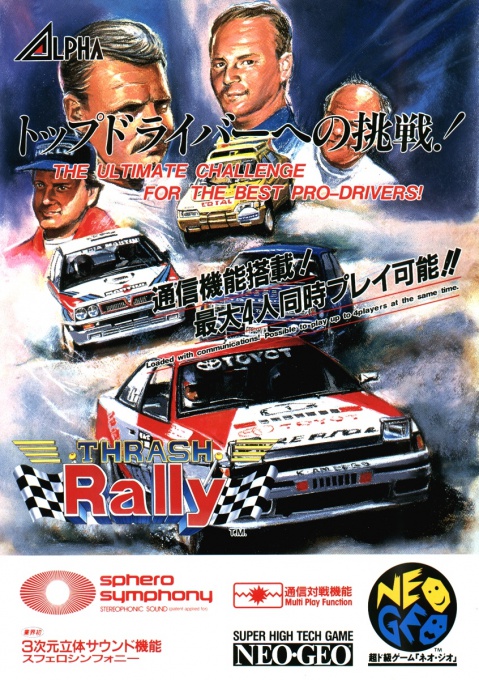 ALPHA
トップドライバーへの挑戦!
THE ULTIMATE CHALLENGE
FOR THE BEST PRO-DRIVERS!
TOTAL
通信機能搭載!
最大4人同時プレイ可能!!
Loaded with communications! Possible to play up to 4players at the same time.
TOYOT
THRASH
Rally
T.M.
sphero
symphony
STEREOPHONIC SOUND (patent applied for)
業界初
3次元立体サウンド機能
スフェロシンフォニー
通信対戦機能
Multi Play Function
SUPER HIGH TECH GAME
NEO・GEO
NEO
GEO
TM
超ド級ゲーム「ネオ・ジオ」